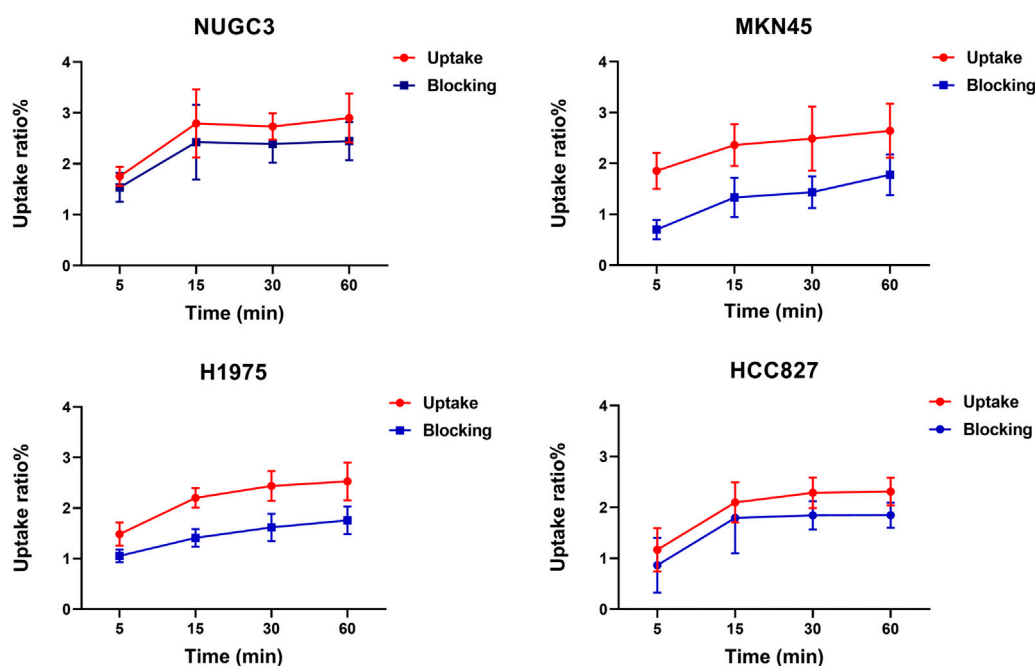 NUGC3
Uptake
Blocking
Uptake ratio%
4
3
2
1
0
5 15 30 60
Time (min)
MKN45
Uptake
Blocking
Uptake ratio%
4
3
2
1
0
5 15 30 60
Time (min)
H1975
Uptake
Blocking
Uptake ratio%
4
3
2
1
0
5 15 30 60
Time (min)
HCC827
Uptake
Blocking
Uptake ratio%
4
3
2
1
0
5 15 30 60
Time (min)